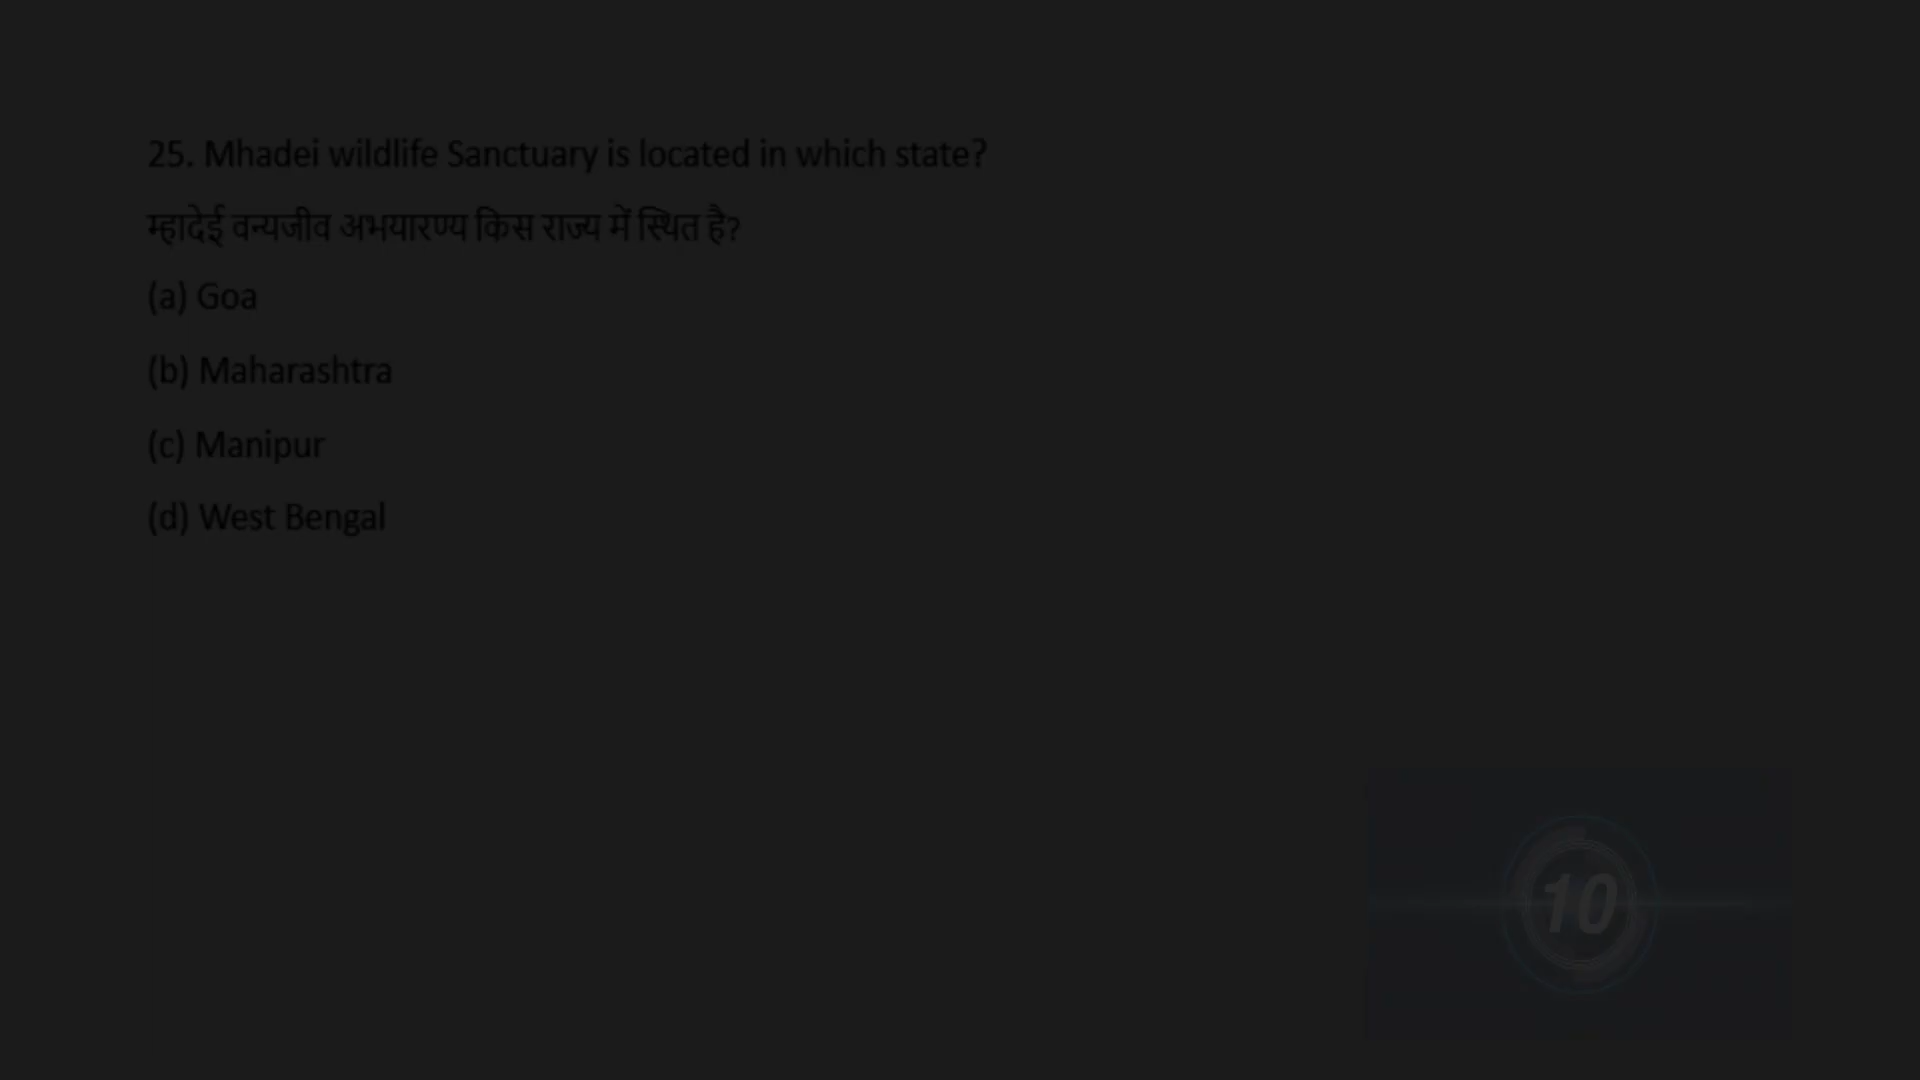 25. Mhadei wildlife Sanctuary is located in which state?
म्हादेई वन्यजीव अभयारण्य किस राज्य में स्थित है?
(a) Goa
(b) Maharashtra
(c) Manipur
(d) West Bengal
10